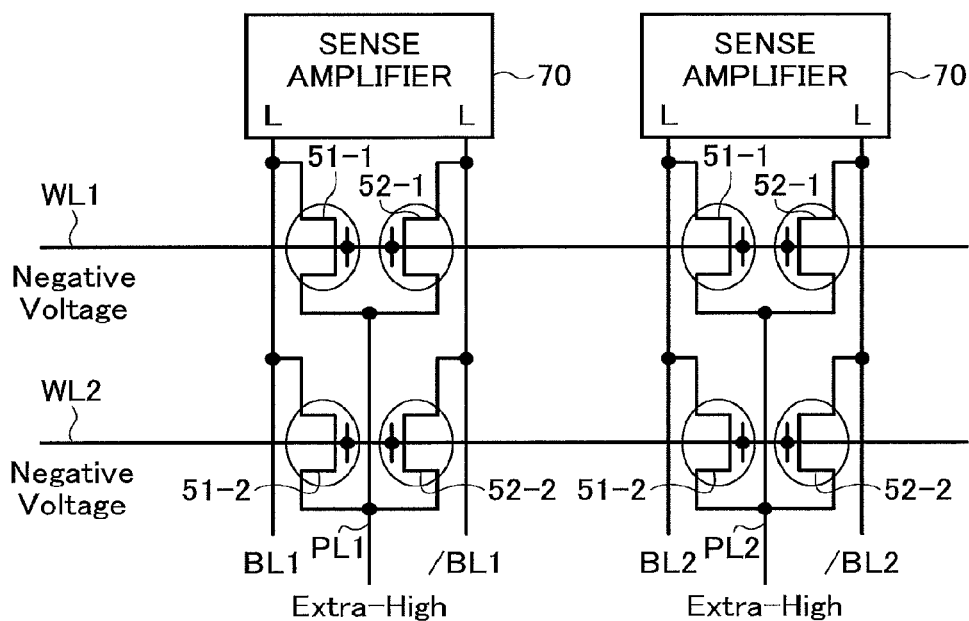 SENSE
AMPLIFIER
L L
70
SENSE
AMPLIFIER
L L
70
51-1
52-1
51-1
52-1
WL1
Negative
Voltage
WL2
Negative
Voltage
51-2
52-2
51-2
52-2
BL1
PL1
/BL1
BL2
PL2
/BL2
Extra-High
Extra-High